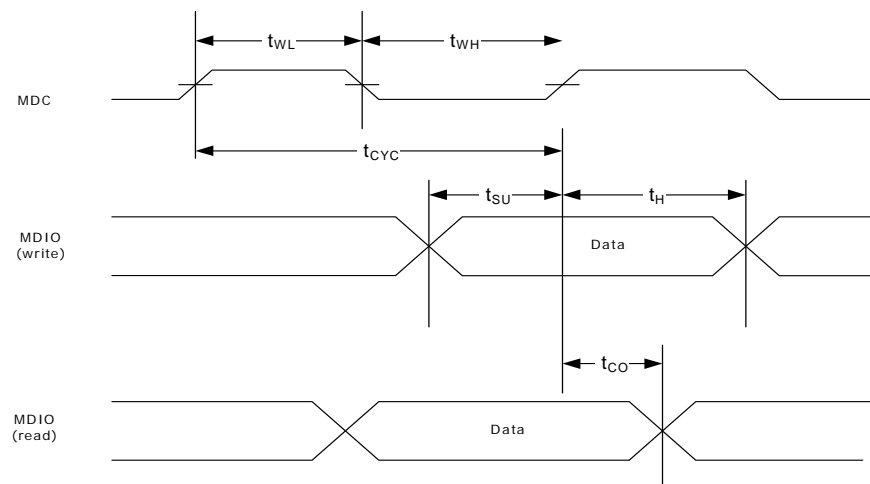 tWL
tWH
MDC
tCYC
tSU
tH
MDIO
(write)
Data
tCO
MDIO
(read)
Data